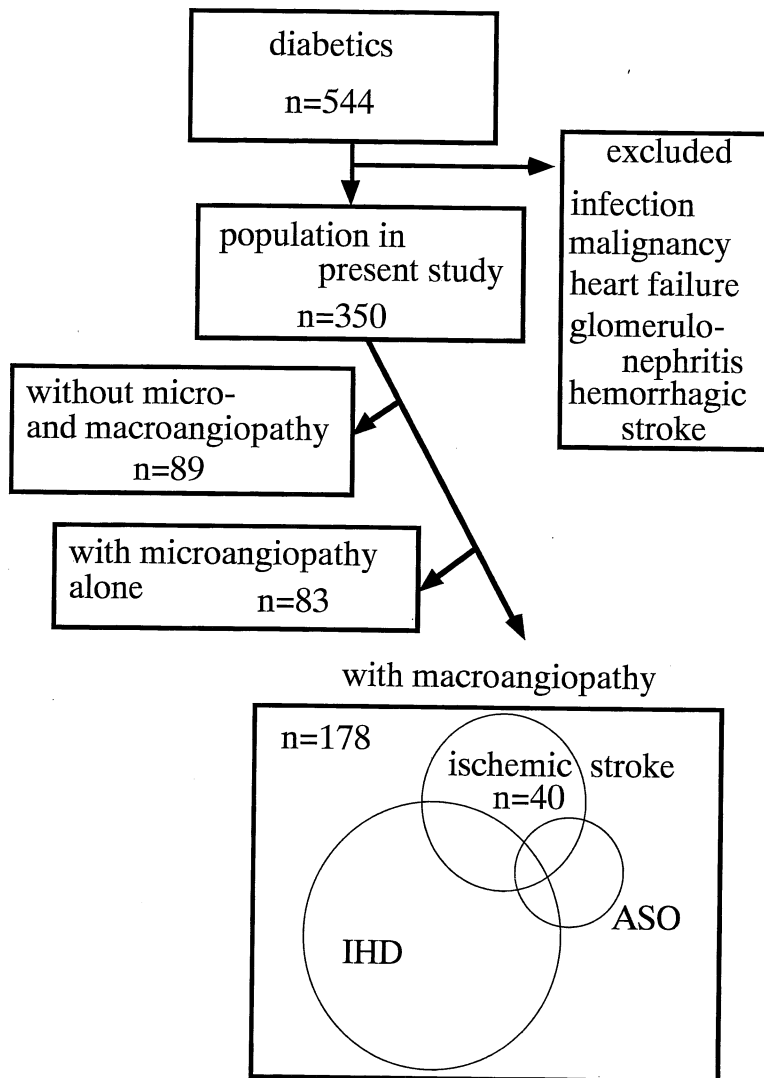 diabetics
n=544
excluded
infection
malignancy
heart failure
glomerulo-
nephritis
hemorrhagic
stroke
population in
present study
n=350
without micro-
and macroangiopathy
n=89
with microangiopathy
alone n=83
with macroangiopathy
n=178
ischemic stroke
n=40
ASO
IHD